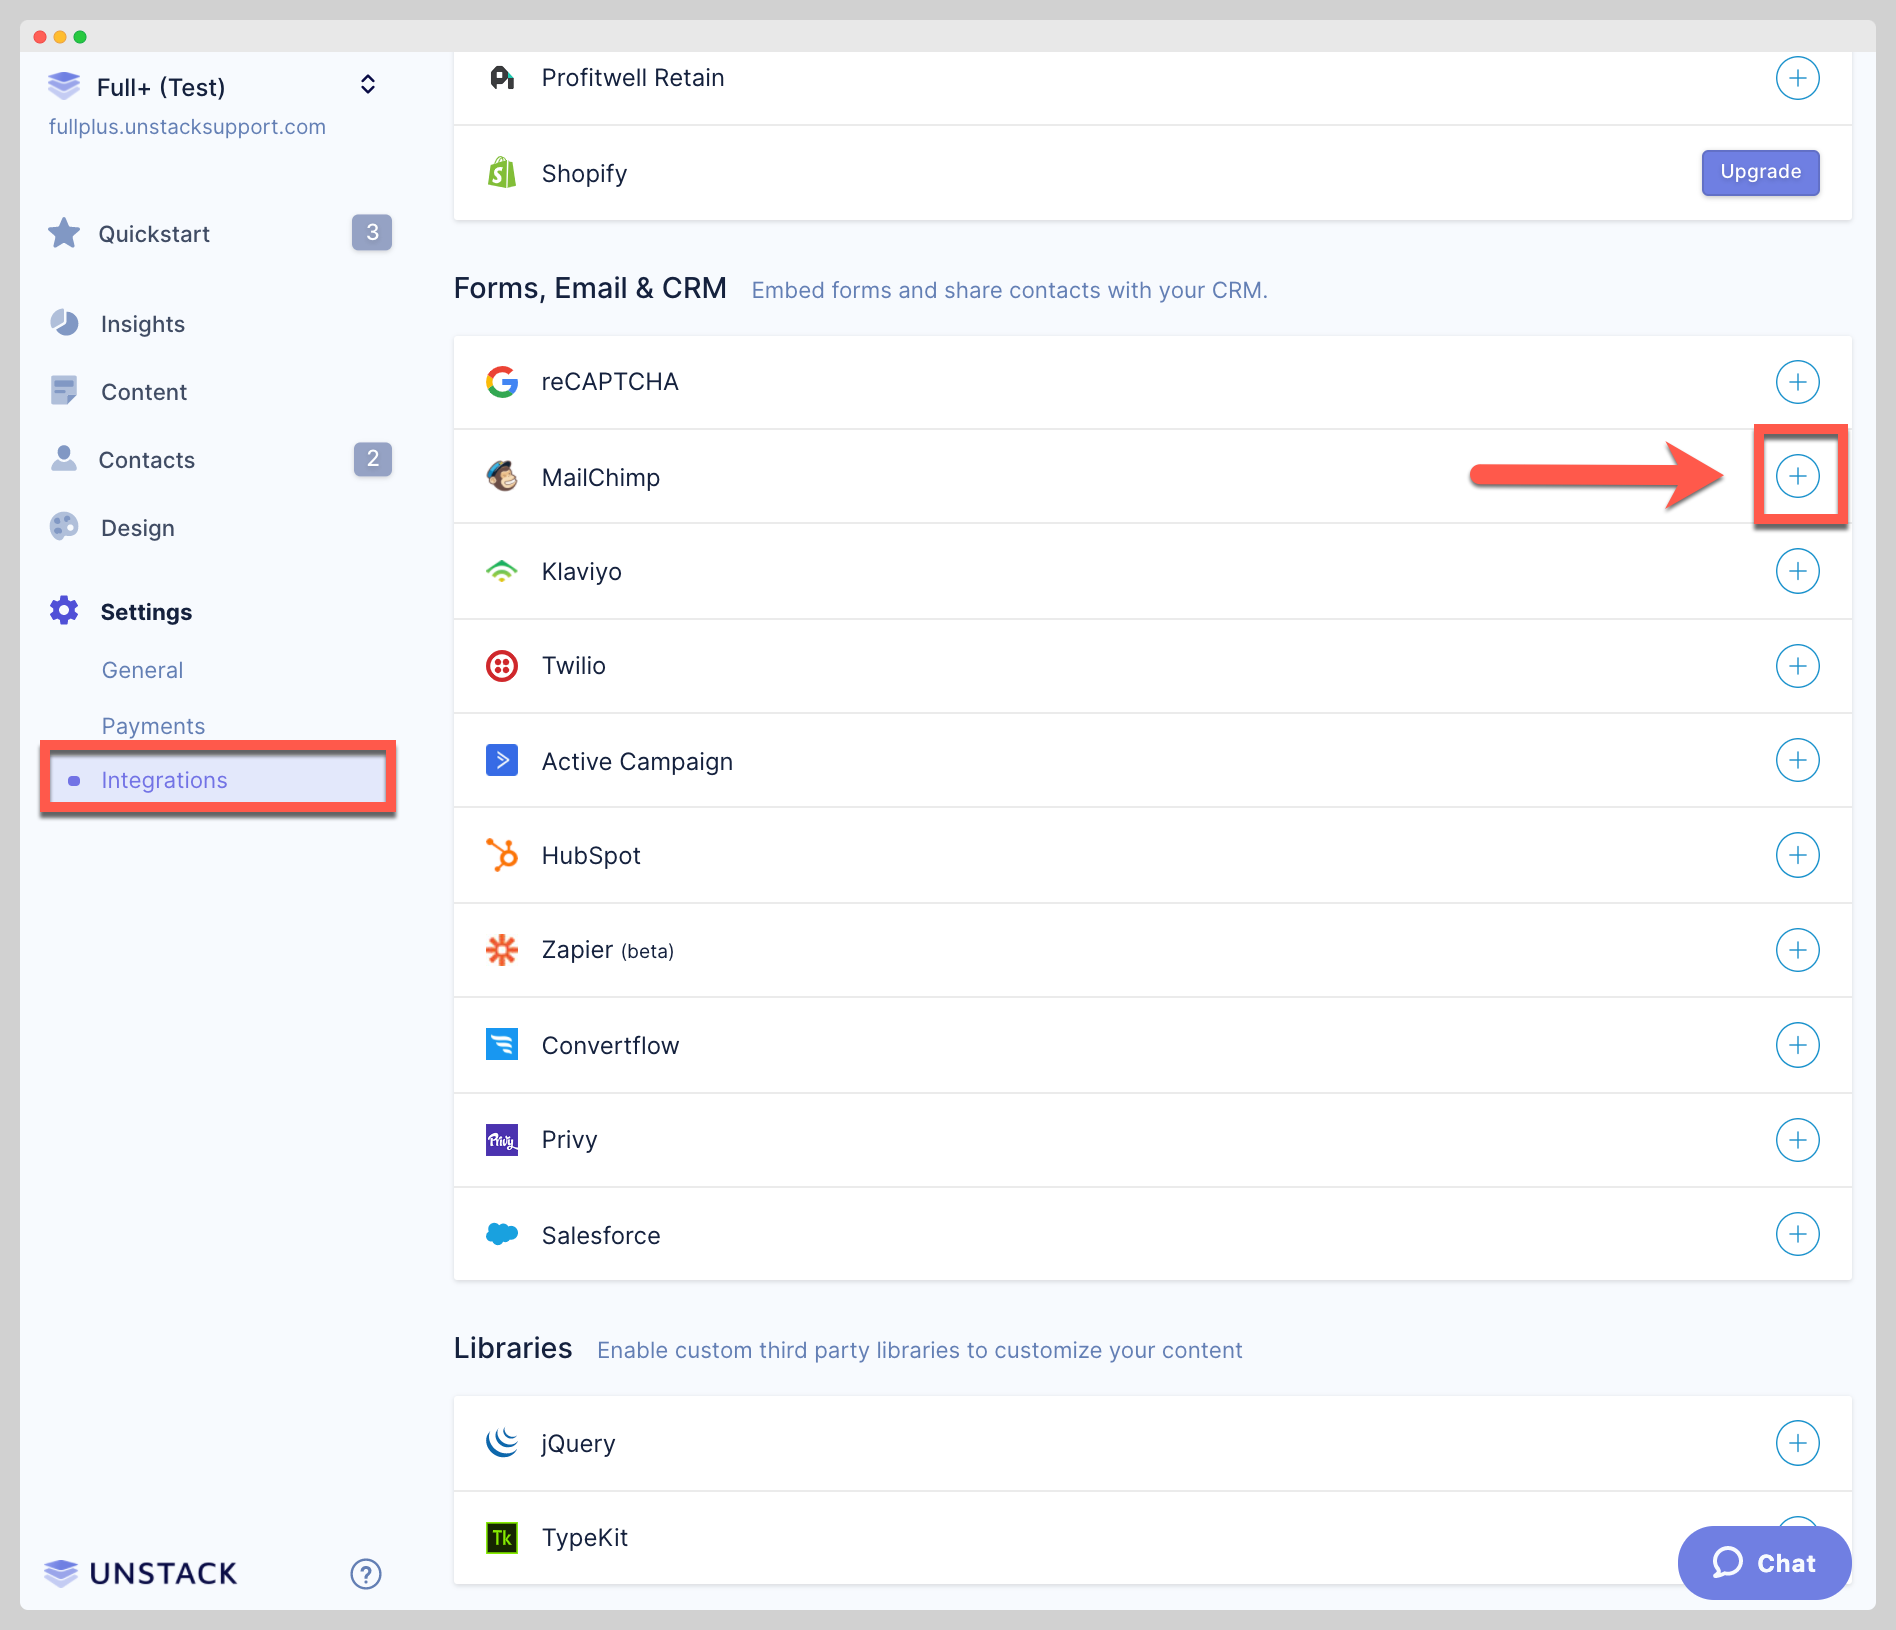 Full+ (Test)
fullplus.unstacksupport.com
Quickstart 3
Insights
Content
Contacts 2
Design
Settings
General
Payments
Integrations
UNSTACK ?
Profitwell Retain
Shopify Upgrade
Forms, Email & CRM Embed forms and share contacts with your CRM.
reCAPTCHA
MailChimp
Klaviyo
Twilio
Active Campaign
HubSpot
Zapier (beta)
Convertflow
Privy Privy
Salesforce
Libraries Enable custom third party libraries to customize your content
jQuery
Tk TypeKit
Chat